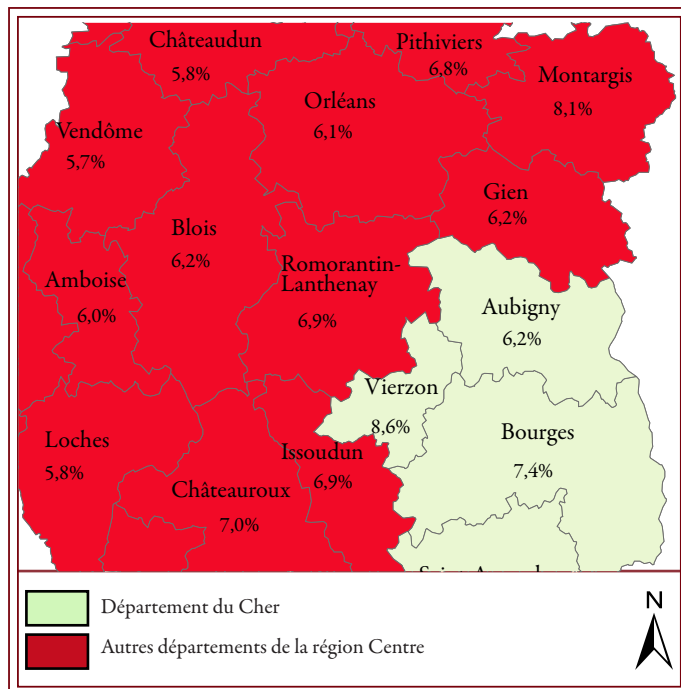 Châteaudun
5,8%
Pithiviers
6,8%
Montargis
8,1%
Orléans
6,1%
Vendôme
5,7%
Gien
6,2%
Blois
6,2%
Romorantin-
Lanthenay
6,9%
Amboise
6,0%
Aubigny
6,2%
Vierzon
8,6%
Bourges
7,4%
Loches
5,8%
Issoudun
6,9%
Châteauroux
7,0%
Département du Cher
Autres départements de la région Centre
N